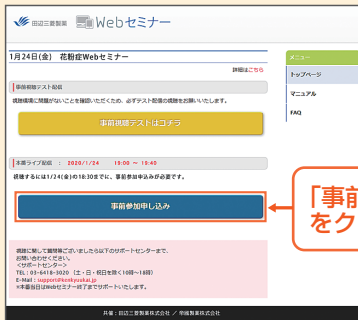 田辺三菱製薬 Webセミナー
1月24日(金) 花粉症Webセミナー
詳細はこちら
事前視聴テスト配信
視聴環境に問題がないことを確認いただくため、必ずテスト配信の視聴をお願いいたします。
事前視聴テストはコチラ
本番ライブ配信 : 2020/1/24 19:00 ～ 19:40
視聴するには1/24(金)の18:30までに、事前参加申込みが必要です。
事前参加申し込み
視聴に関して質問等ございましたら以下のサポートセンターまで、
お問い合わせください。
<サポートセンター>
TEL: 03-6418-3020 (土・日・祝日を除く10時～18時)
E-Mail: support@konkyuukai.jp
※本番当日はWebセミナー終了までサポートいたします。
共催:田辺三菱製薬株式会社 / 帝國製薬株式会社
メニュー
トップページ
マニュアル
FAQ
「事前
をク